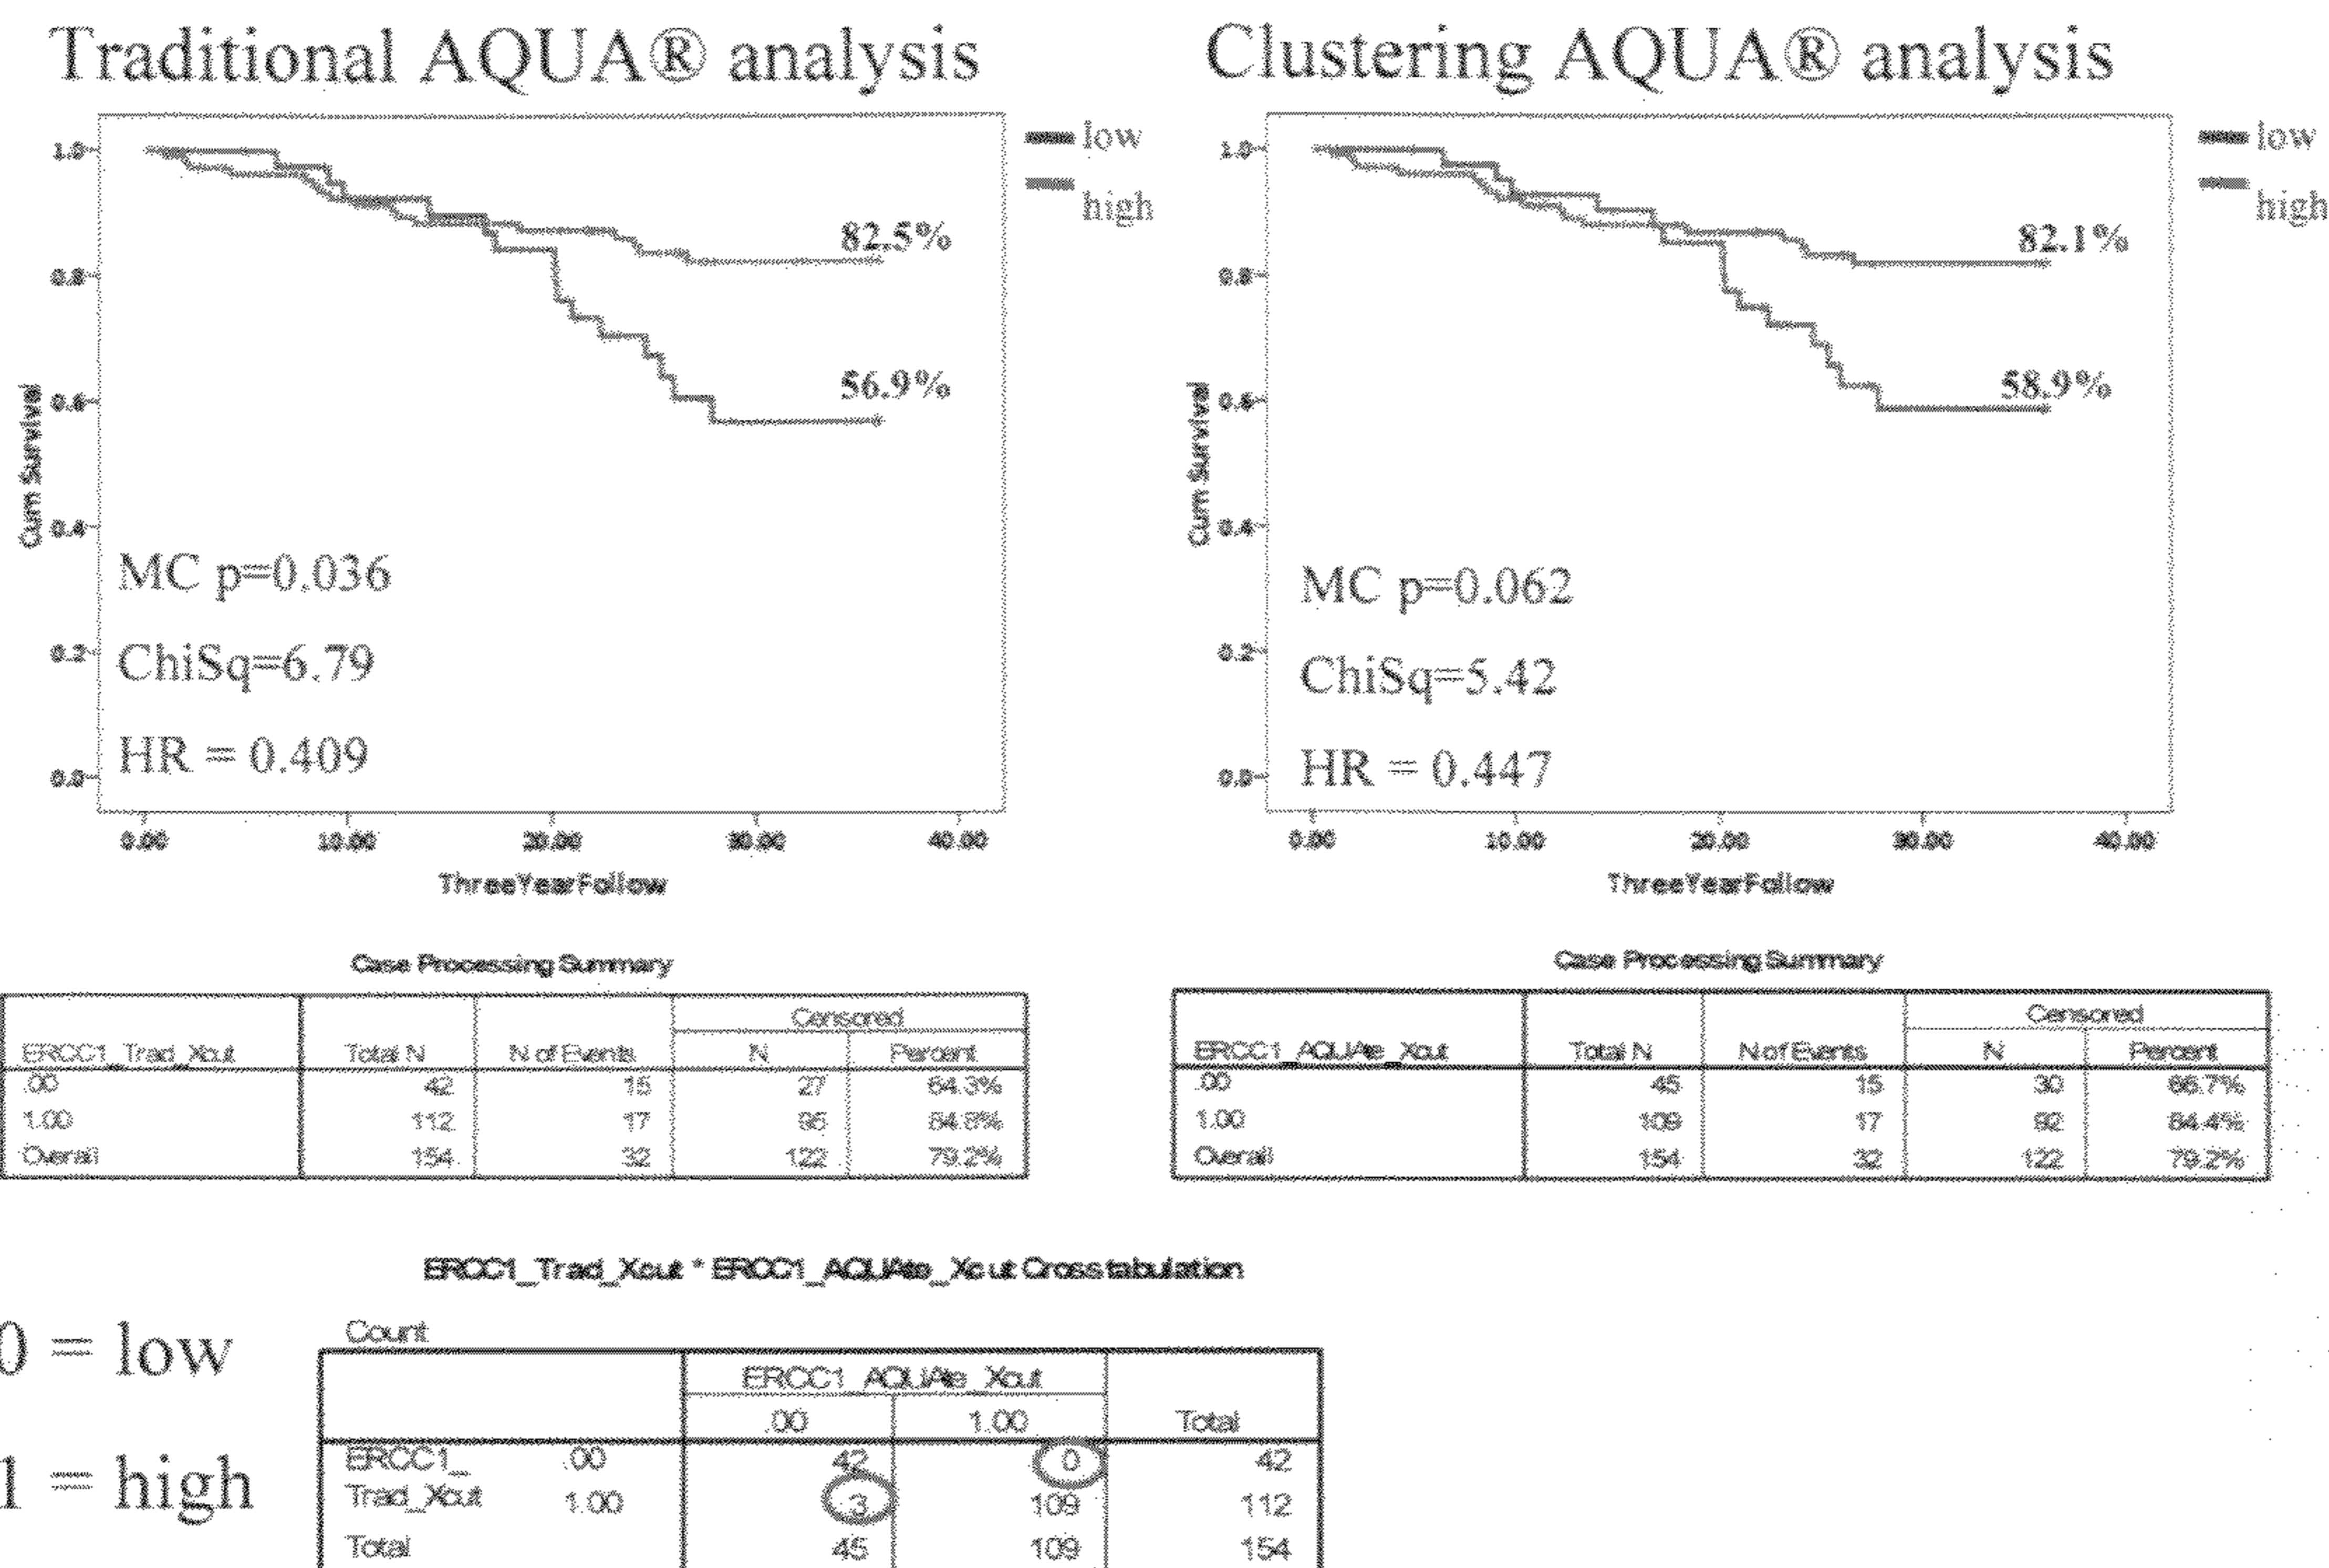 Traditional AQUA® analysis
low
high
1.0
0.8
0.6
0.4
0.2
0.0
Cum Survival
82.5%
56.9%
MC p=0.036
ChiSq=6.79
HR = 0.409
0.00 10.00 20.00 30.00 40.00
ThreeYearFollow
Clustering AQUA® analysis
low
high
1.0
0.8
0.6
0.4
0.2
0.0
Cum Survival
82.1%
58.9%
MC p=0.062
ChiSq=5.42
HR = 0.447
0.00 10.00 20.00 30.00 40.00
ThreeYearFollow
Case Processing Summary
Censored
ERCC1_Trad_Xcut Total N N of Events N Percent
.00 42 15 27 64.3%
1.00 112 17 95 84.8%
Overall 154 32 122 79.2%
Case Processing Summary
Censored
ERCC1_AQUAte_Xcut Total N N of Events N Percent
.00 45 15 30 66.7%
1.00 109 17 92 84.4%
Overall 154 32 122 79.2%
ERCC1_Trad_Xcut * ERCC1_AQUAte_Xcut Crosstabulation
0 = low
1 = high
Count
ERCC1_AQUAte_Xcut
.00 1.00 Total
ERCC1_ .00 42 0 42
Trad_Xcut 1.00 3 109 112
Total 45 109 154